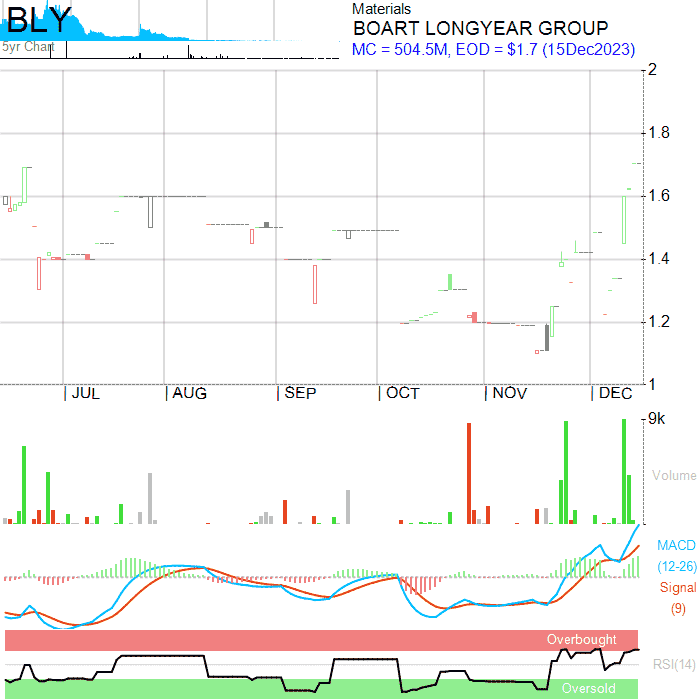 BLY
5yr Chart
Materials
BOART LONGYEAR GROUP
MC = 504.5M, EOD = $1.7 (15Dec2023)
2
1.8
1.6
1.4
1.2
1
JUL
AUG
SEP
OCT
NOV
DEC
9k
Volume
MACD
(12-26)
Signal
(9)
Overbought
RSI(14)
Oversold